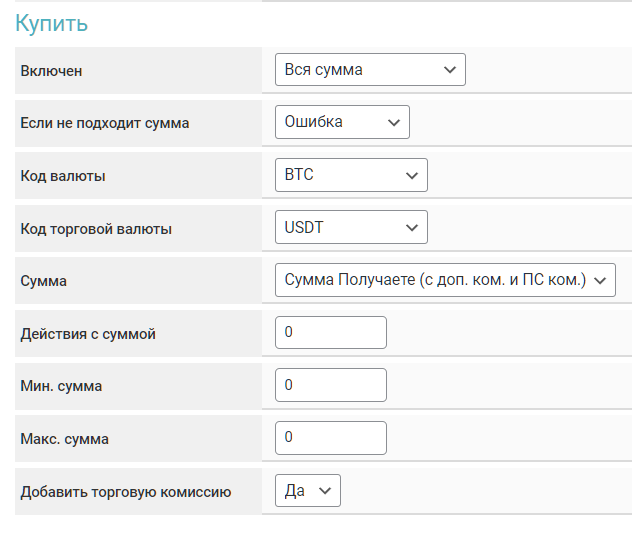 Купить
Включен
Вся сумма
Если не подходит сумма
Ошибка
Код валюты
BTC
Код торговой валюты
USDT
Сумма
Сумма Получаете (с доп. ком. и ПС ком.)
Действия с суммой
0
Мин. сумма
0
Макс. сумма
0
Добавить торговую комиссию
Да